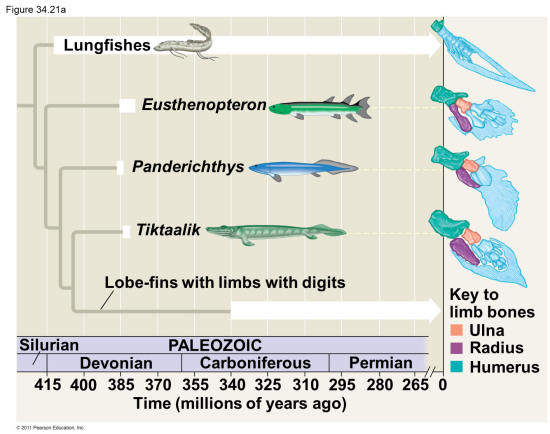 Figure 34.21a
Lungfishes
Eusthenopteron
Panderichthys
Tiktaalik
Lobe-fins with limbs with digits
Key to
limb bones
Ulna
Radius
Humerus
Silurian
PALEOZOIC
Devonian
Carboniferous
Permian
415 400 385 370 355 340 325 310 295 280 265 0
Time (millions of years ago)
© 2011 Pearson Education, Inc.